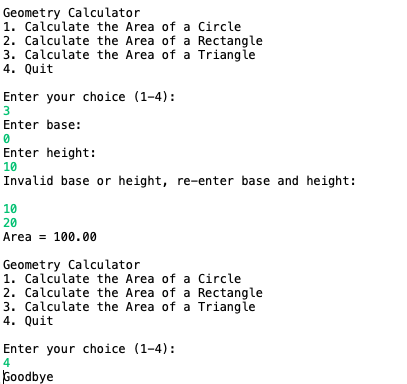 Geometry Calculator
1. Calculate the Area of a Circle
2. Calculate the Area of a Rectangle
3. Calculate the Area of a Triangle
4. Quit
Enter your choice (1-4):
3
Enter base:
0
Enter height:
10
Invalid base or height, re-enter base and height:
10
20
Area = 100.00
Geometry Calculator
1. Calculate the Area of a Circle
2. Calculate the Area of a Rectangle
3. Calculate the Area of a Triangle
4. Quit
Enter your choice (1-4):
4
Goodbye